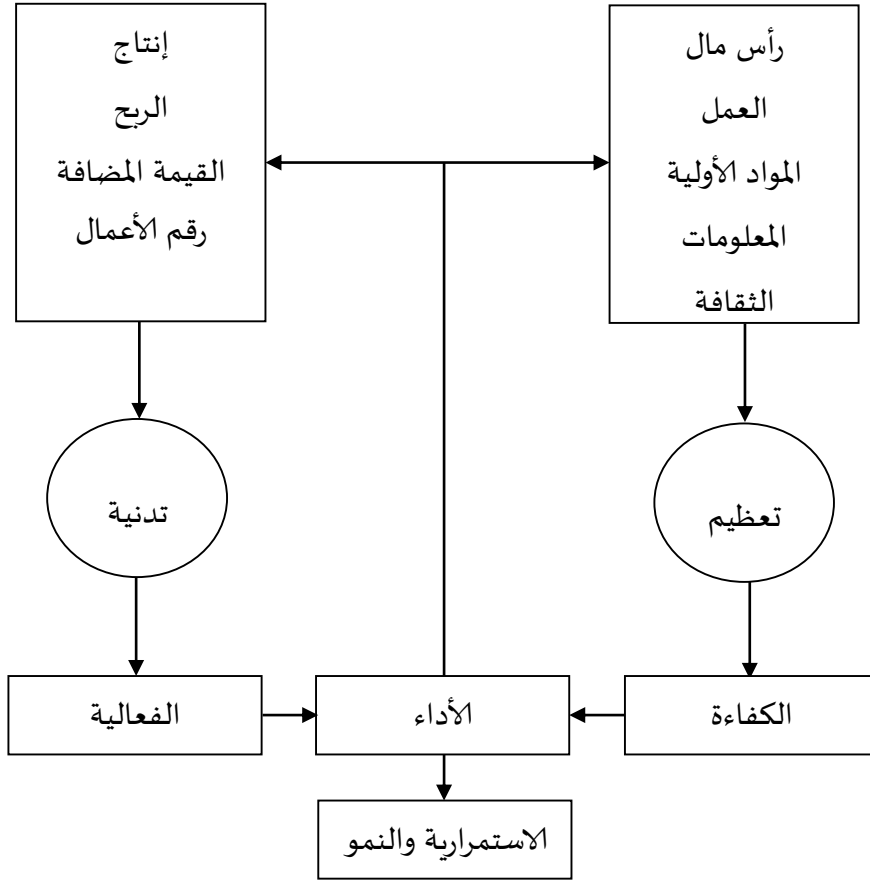 رأس مال
العمل
المواد الأولية
المعلومات
الثقافة
إنتاج
الربح
القيمة المضافة
رقم الأعمال
تعظيم
تدنية
الكفاءة
الأداء
الفعالية
الاستمرارية والنمو